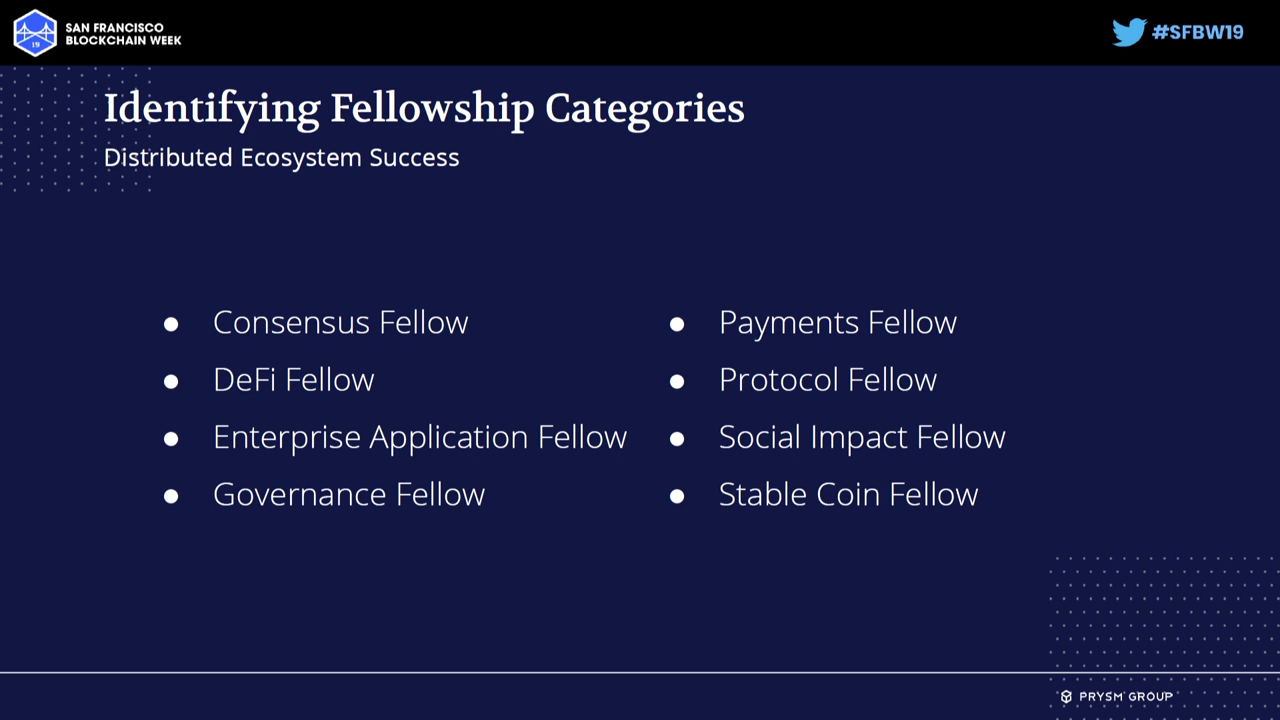 SAN FRANCISCO
BLOCKCHAIN WEEK
19
#SFBW19
Identifying Fellowship Categories
Distributed Ecosystem Success
● Consensus Fellow
● DeFi Fellow
● Enterprise Application Fellow
● Governance Fellow
● Payments Fellow
● Protocol Fellow
● Social Impact Fellow
● Stable Coin Fellow
PRYSM GROUP